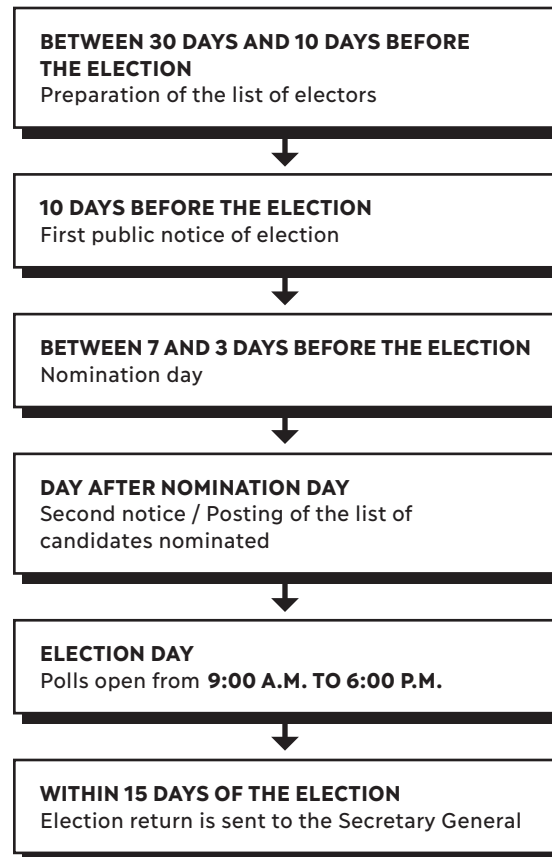 BETWEEN 30 DAYS AND 10 DAYS BEFORE
THE ELECTION
Preparation of the list of electors
10 DAYS BEFORE THE ELECTION
First public notice of election
BETWEEN 7 AND 3 DAYS BEFORE THE ELECTION
Nomination day
DAY AFTER NOMINATION DAY
Second notice / Posting of the list of
candidates nominated
ELECTION DAY
Polls open from 9:00 A.M. TO 6:00 P.M.
WITHIN 15 DAYS OF THE ELECTION
Election return is sent to the Secretary General